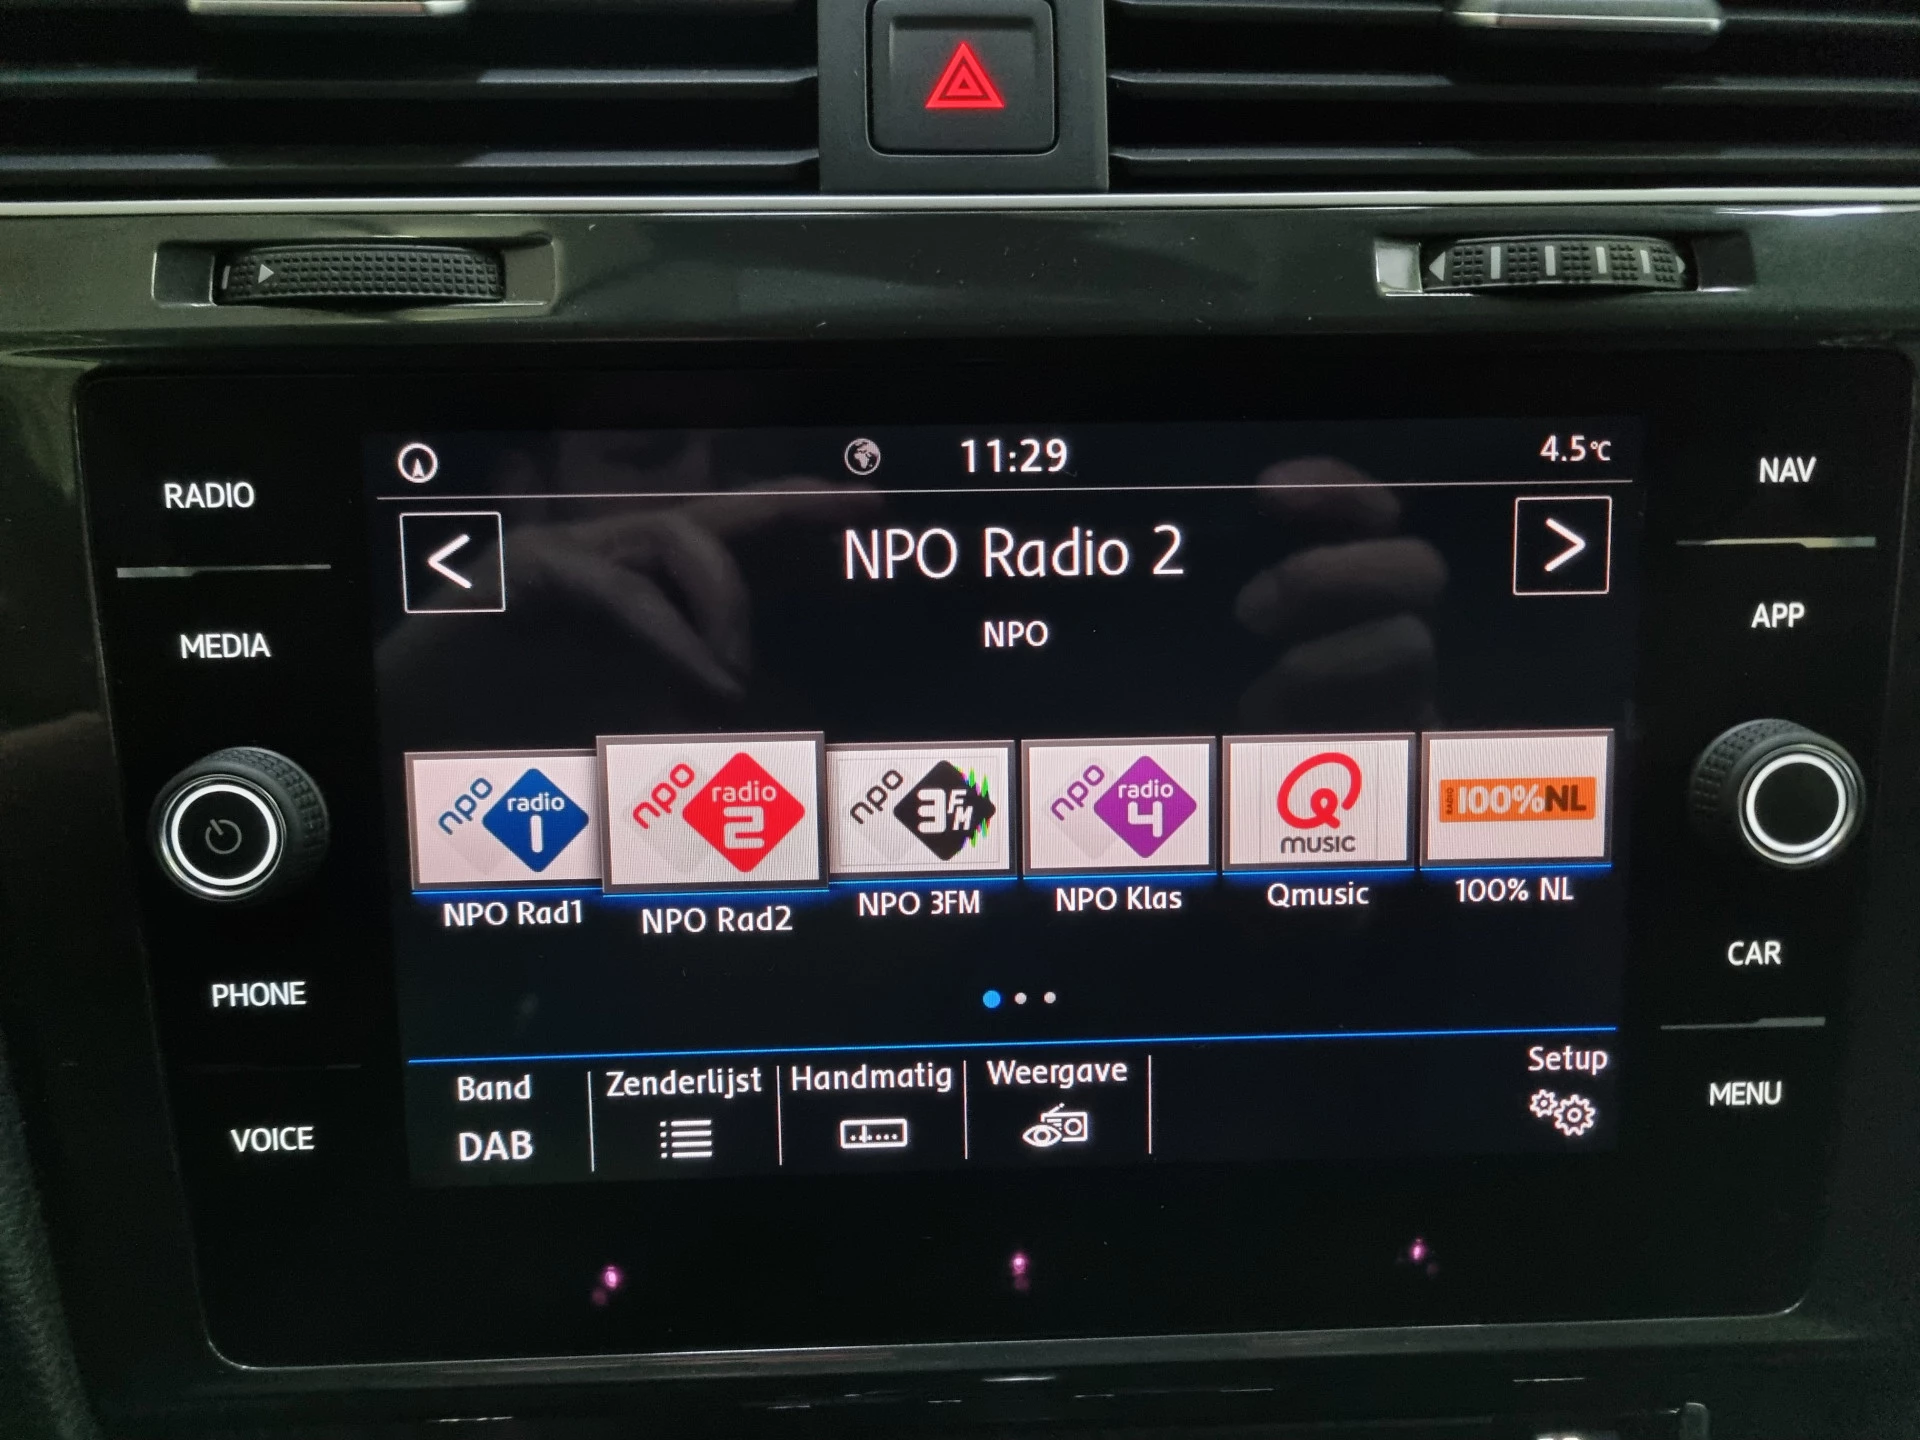 11:29
4.5°C
RADIO
NAV
< NPO Radio 2 >
NPO
MEDIA
APP
npo radio 1
npo radio 2
npo 3FM
npo radio 4
Q MUSIC
RADIO 100%NL
NPO Rad1
NPO Rad2
NPO 3FM
NPO Klas
Qmusic
100% NL
PHONE
CAR
Band
DAB
Zenderlijst
Handmatig
Weergave
Setup
VOICE
MENU